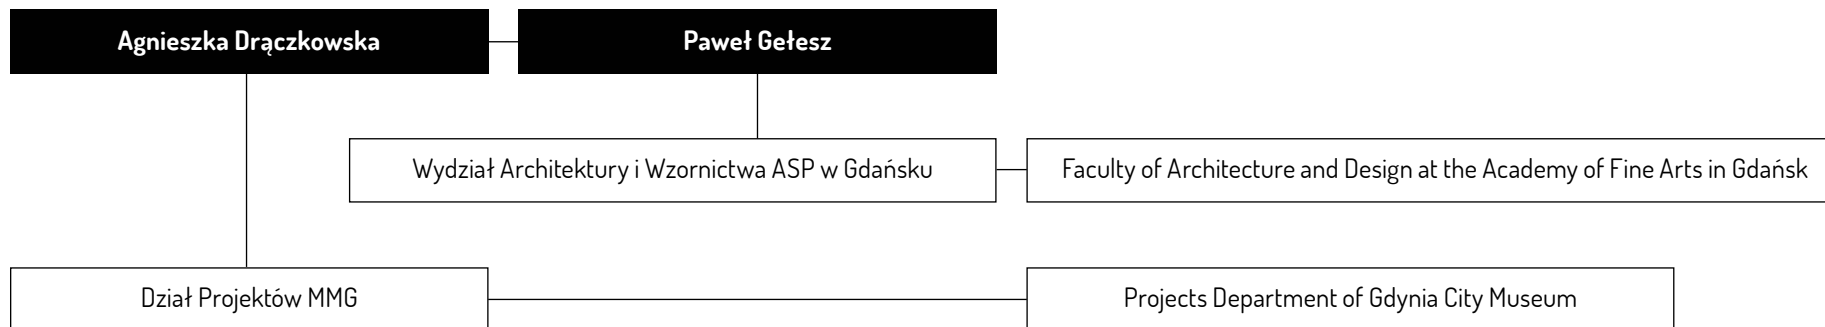 Agnieszka Drączkowska
Paweł Gełesz
Wydział Architektury i Wzornictwa ASP w Gdańsku
Faculty of Architecture and Design at the Academy of Fine Arts in Gdańsk
Dział Projektów MMG
Projects Department of Gdynia City Museum